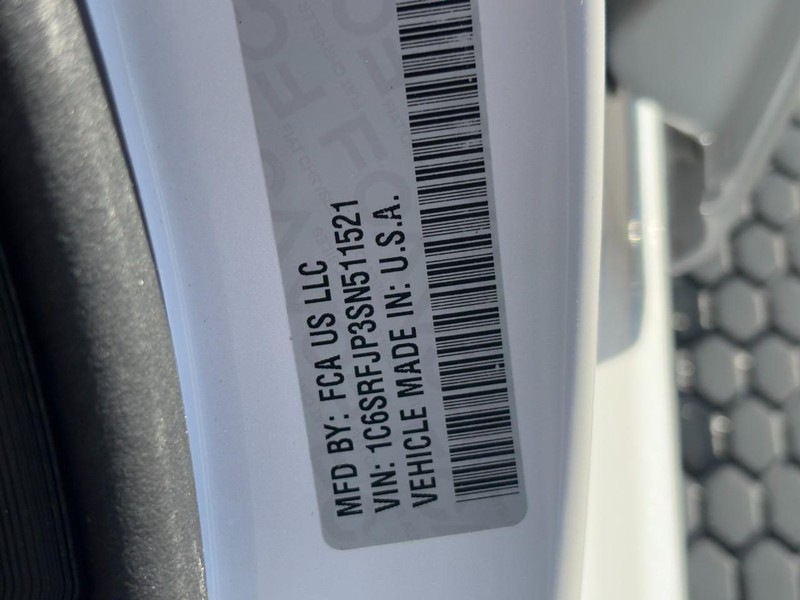 MFD BY: FCA US LLC
VIN: 1C6SRFJP3SN511521
VEHICLE MADE IN: U.S.A.